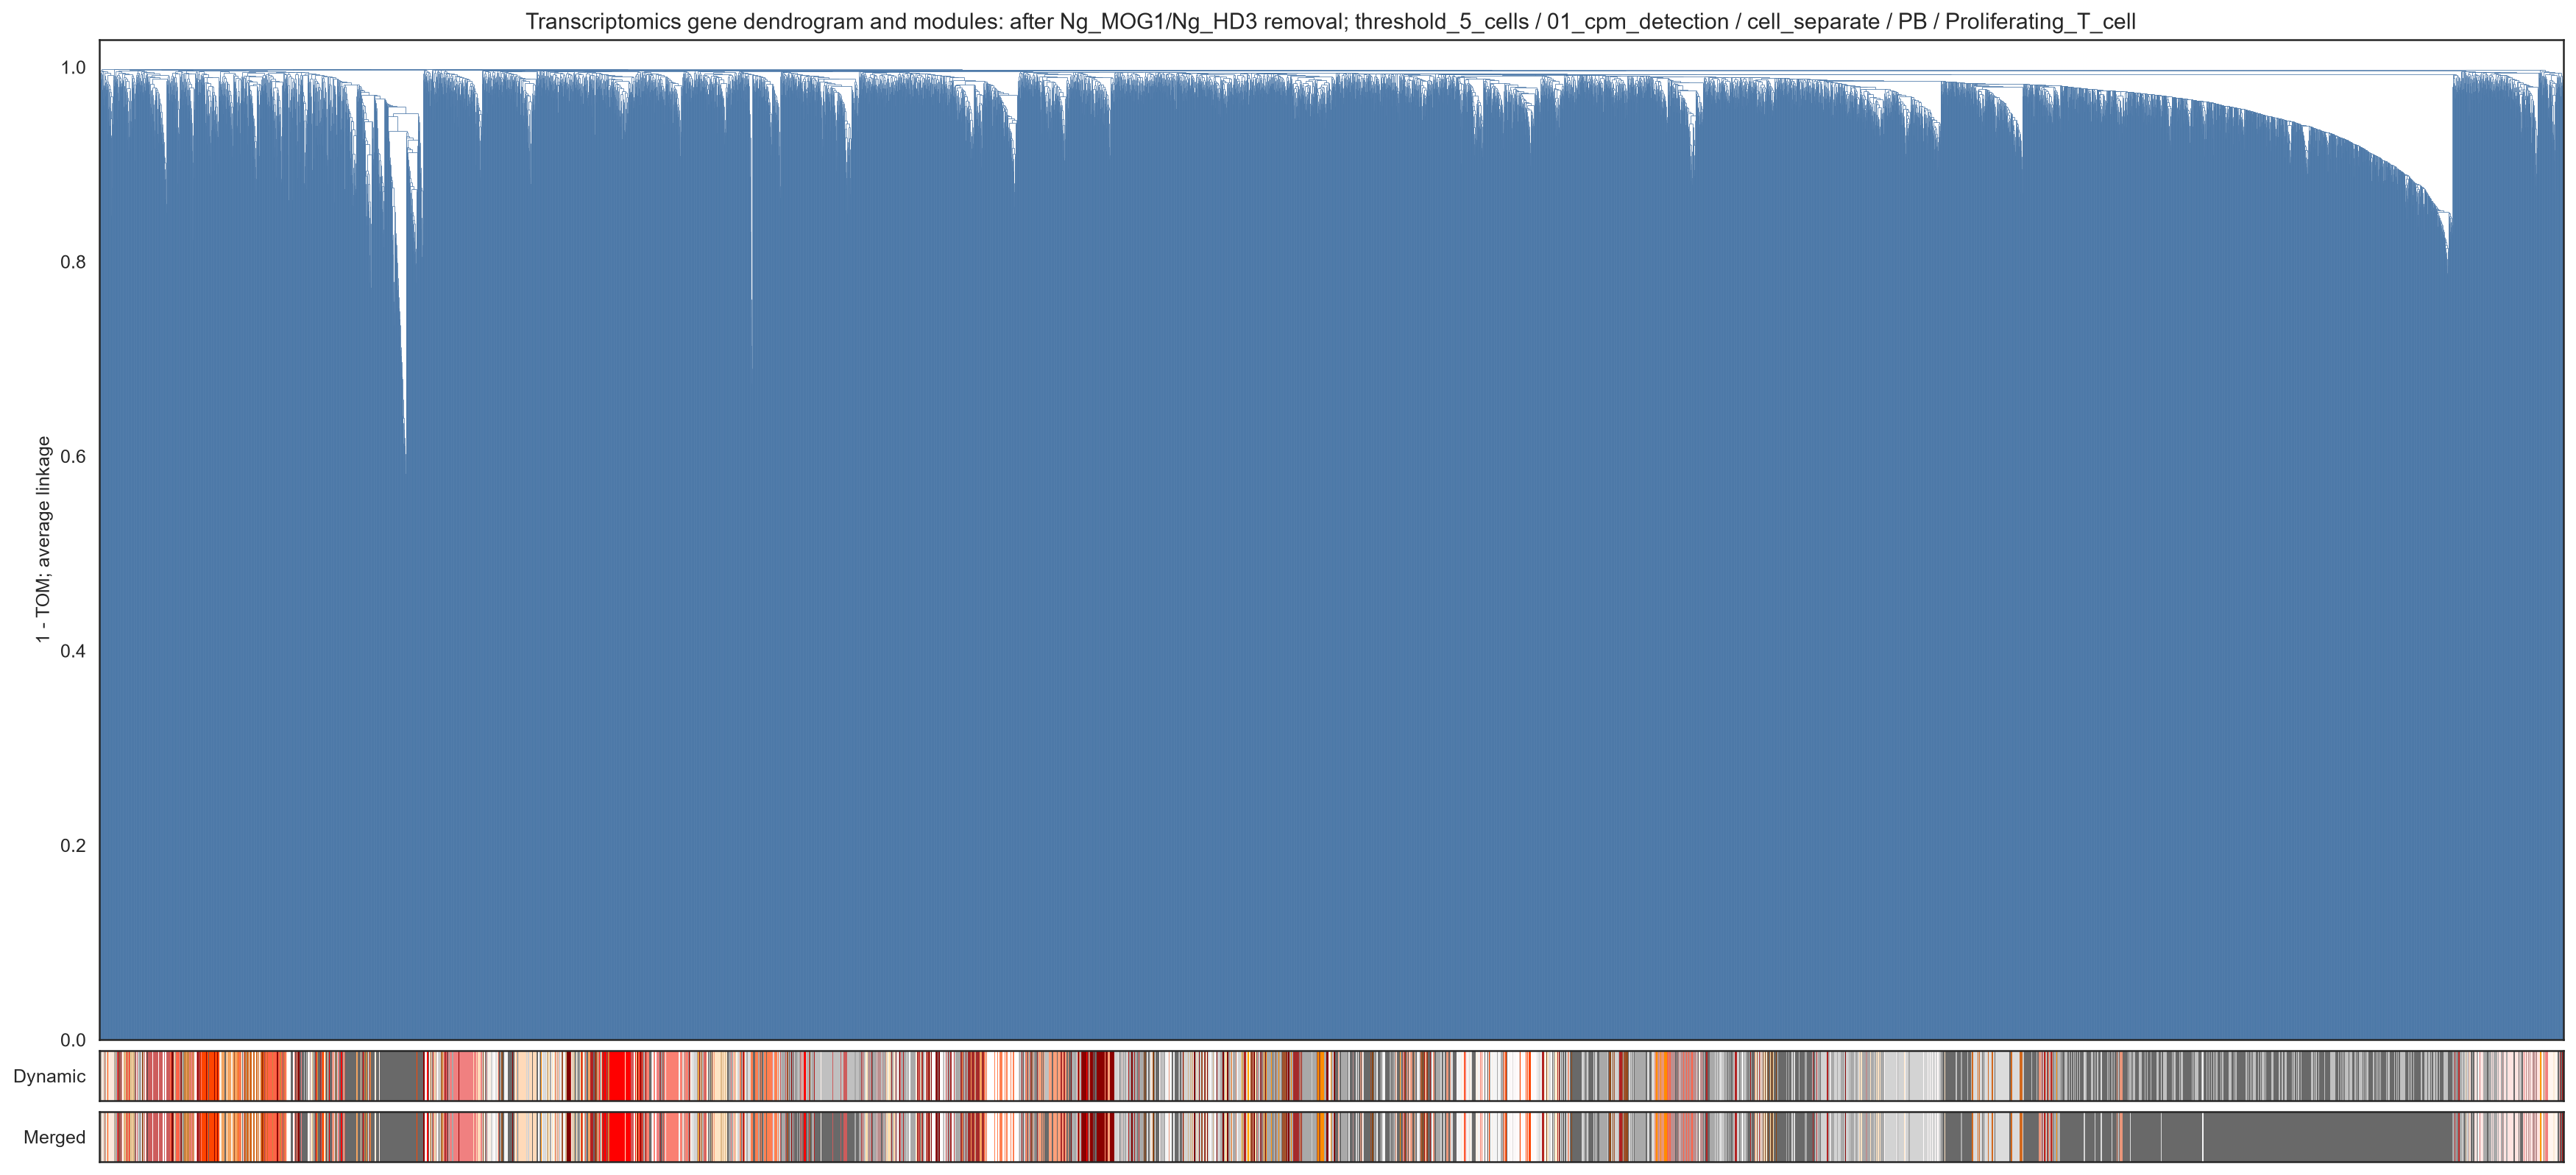 Transcriptomics gene dendrogram and modules: after Ng_MOG1/Ng_HD3 removal; threshold_5_cells / 01_cpm_detection / cell_separate / PB / Proliferating_T_cell
1.0
0.8
0.6
0.4
0.2
0.0
1 - TOM; average linkage
Dynamic
Merged